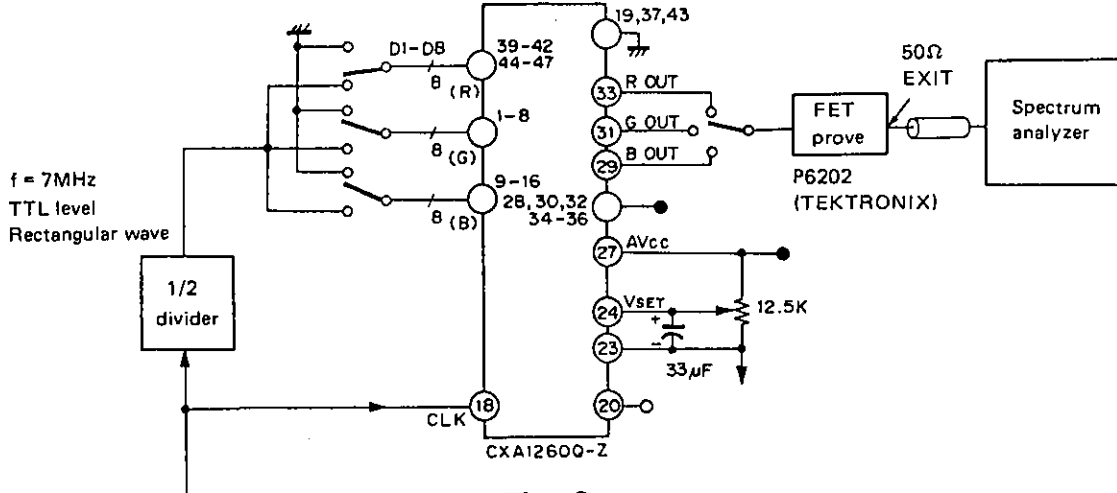 f = 7MHz
TTL level
Rectangular wave
1/2
divider
D1-D8
8
(R)
8
(G)
8
(B)
39-42
44-47
1-8
9-16
28,30,32
34-36
CLK
18
CXA1260Q-Z
19,37,43
33
R OUT
31
G OUT
29
B OUT
27
AVcc
24
VSET
+
−
23
33μF
12.5K
20
FET
prove
P6202
(TEKTRONIX)
50Ω
EXIT
Spectrum
analyzer